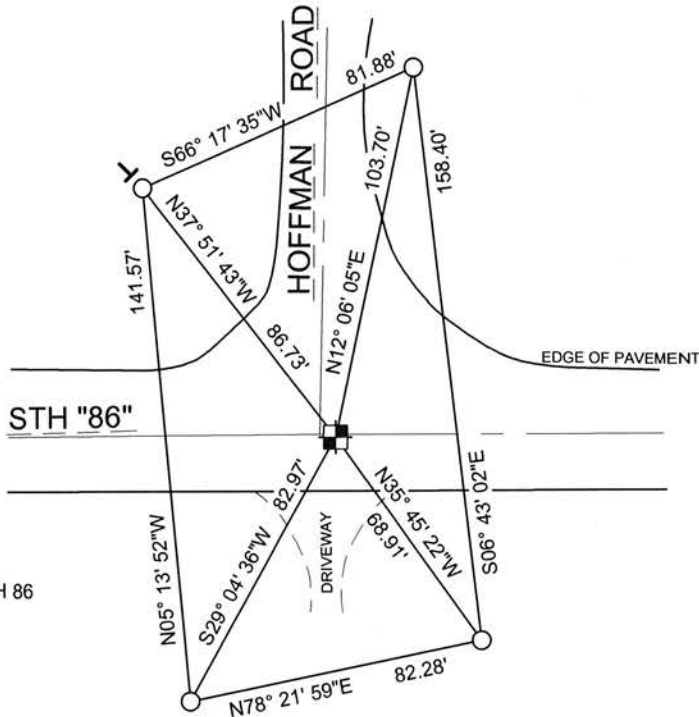 HOFFMAN ROAD
81.88'
S66° 17' 35"W
103.70'
158.40'
N37° 51' 43"W
141.57'
N12° 06' 05"E
86.73'
EDGE OF PAVEMENT
STH "86"
82.97'
N35° 45' 22"W
68.91'
S06° 43' 02"E
DRIVEWAY
N05° 13' 52"W
S29° 04' 36"W
H 86
82.28'
N78° 21' 59"E